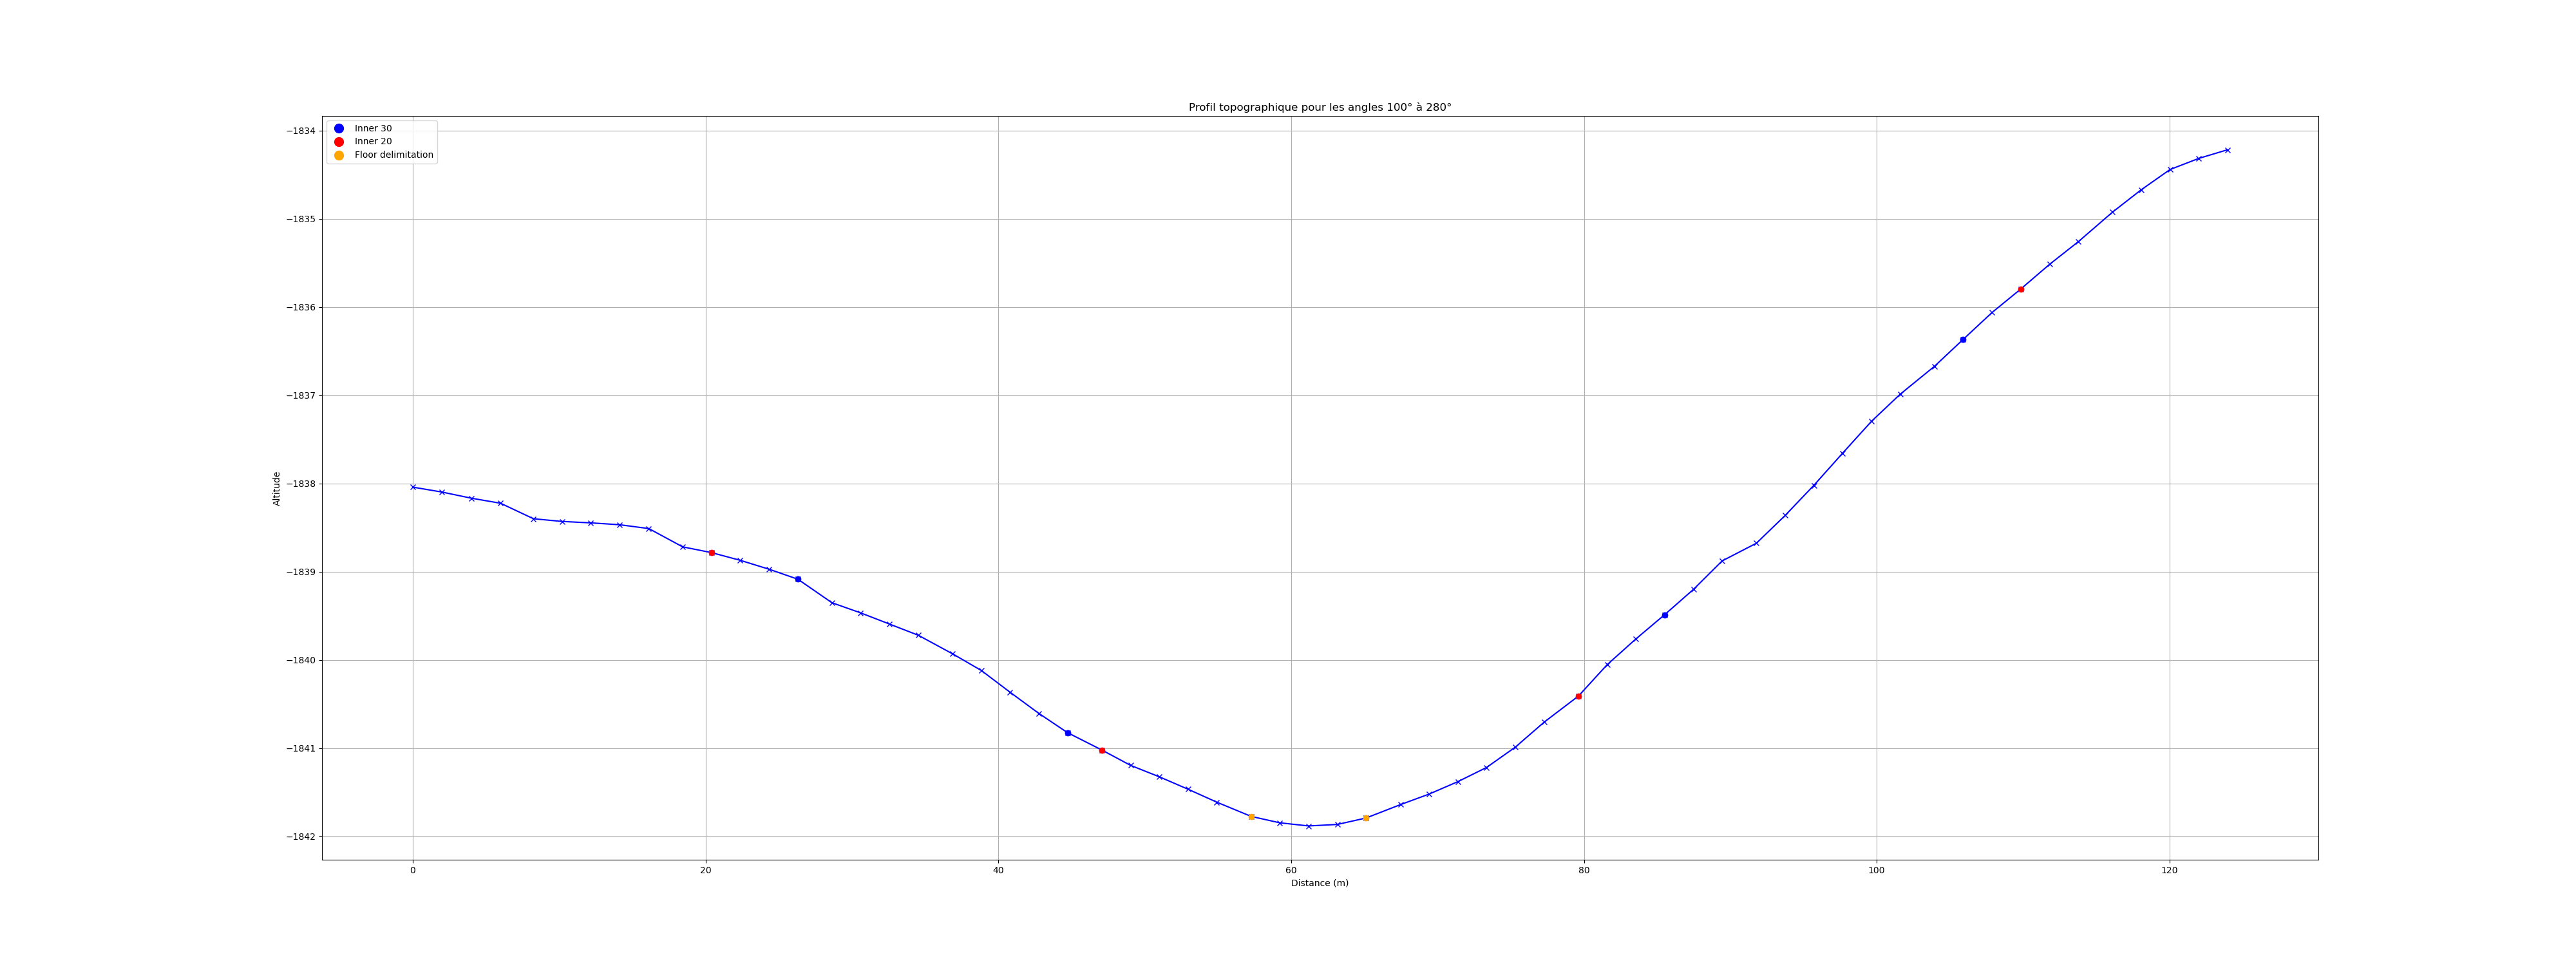 Profil topographique pour les angles 100° à 280°
Inner 30
Inner 20
Floor delimitation
Altitude
−1834
−1835
−1836
−1837
−1838
−1839
−1840
−1841
−1842
0 20 40 60 80 100 120
Distance (m)